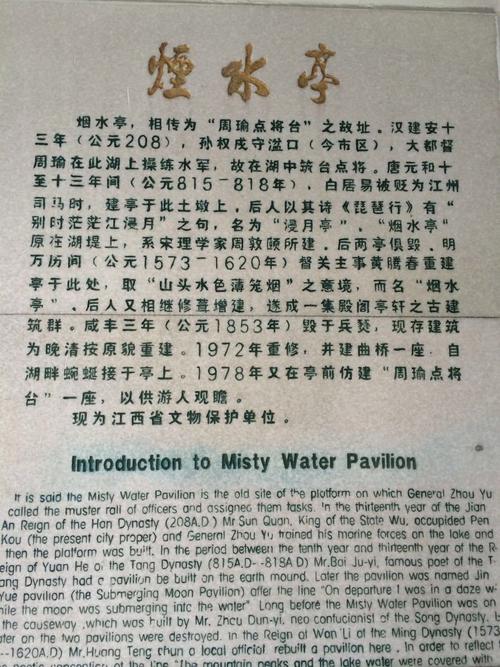 煙水亭
烟水亭，相传为“周瑜点将台”之故址。汉建安十
三年（公元208），孙权戍守湓口（今市区），大都督
周瑜在此湖上操练水军，故在湖中筑台点将。唐元和十
至十三年间（公元815－818年），白居易被贬为江州
司马时，建亭于此土墩上，后人以其诗《琵琶行》有“
别时茫茫江浸月”之句，名为“浸月亭”、“烟水亭”
原在湖堤上，系宋理学家周敦颐所建。后两亭俱毁、明
万历间（公元1573－1620年）督关主事黄腾春重建
亭于此处，取“山头水色薄笼烟”之意境，而名“烟水
亭”、后人又相继修葺增建，遂成一集殿阁亭轩之古建
筑群。咸丰三年（公元1853年）毁于兵燹，现存建筑
为晚清按原貌重建。1972年重修，并建曲桥一座，自
湖畔蜿蜒接于亭上。1978年又在亭前仿建“周瑜点将
台”一座，以供游人观瞻。
现为江西省文物保护单位。
Introduction to Misty Water Pavilion
It is said the Misty Water Pavilion is the old site of the platform on which General Zhou Yu
called the muster rall of officers and assigned them tasks. In the thirteenth year of the Jian
An Reign of the Han Dynasty (208A.D) Mr Sun Quan, King of the State Wu, occupided Pen
Kou (the present city proper) and General Zhou Yu trained his marine forces on the lake and
then the platform was built. In the period between the tenth year and thirteenth year of the R
eign of Yuan He of the Tang Dynasty (815A.D--818A.D) Mr.Bai Ju-yi, famous poet of the T
ang Dynasty had a pavilion be built on the earth mound. Later the pavilion was named Jin
Yue pavilion (the Submerging Moon Pavilion) after the line "On departure I was in a daze w
hile the moon was submerging into the water". Long before the Misty Water Pavilion was on
the causeway, which was built by Mr. Zhou Dun-yi, neo confucianist of the Song Dynasty. L
ater on the two pavilions were destroyed. In the Reign of Wan Li of the Ming Dynasty (1573
--1620A.D) Mr.Huang Teng chun a local official rebuilt a pavilion here. In order to reflect
the line "The mountain peaks and the lake water were covered with